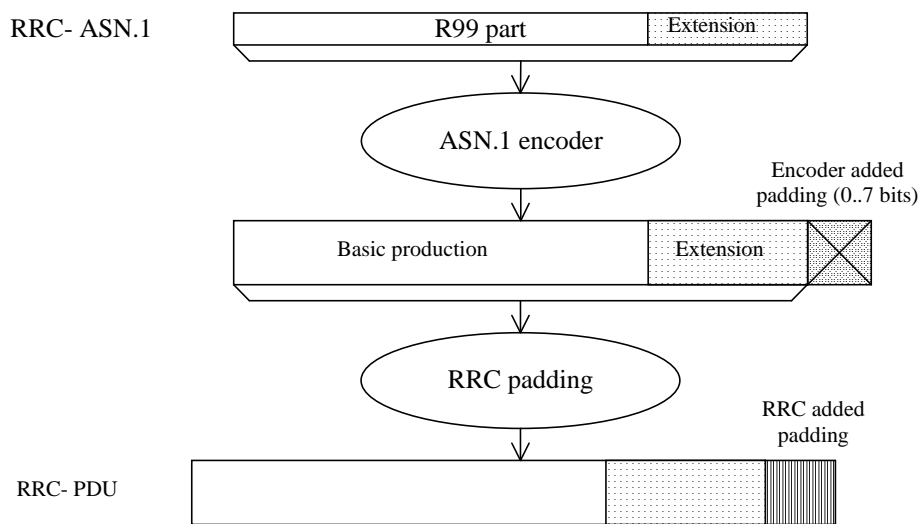 RRC- ASN.1
R99 part
Extension
ASN.1 encoder
Encoder added
padding (0..7 bits)
Basic production
Extension
RRC padding
RRC added
padding
RRC- PDU